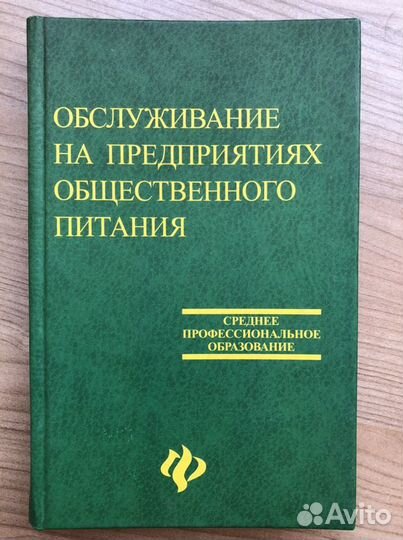 ОБСЛУЖИВАНИЕ
НА ПРЕДПРИЯТИЯХ
ОБЩЕСТВЕННОГО
ПИТАНИЯ
СРЕДНЕЕ
ПРОФЕССИОНАЛЬНОЕ
ОБРАЗОВАНИЕ
Avito